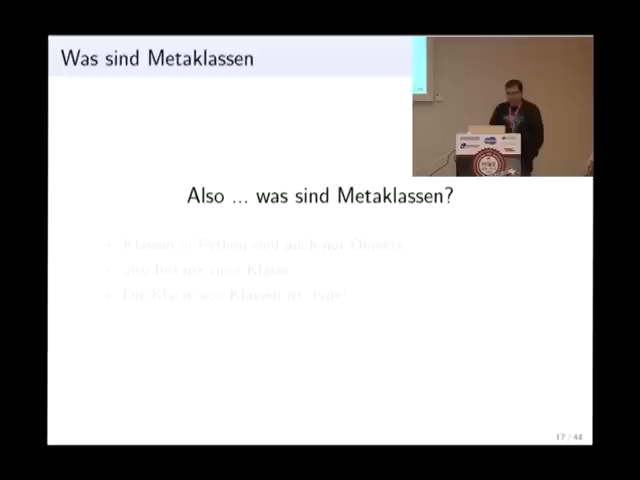 Was sind Metaklassen
Also ... was sind Metaklassen?
• Klassen in Python sind auch nur Objekte
• also Instanz einer Klasse
• Die Klasse von Klassen ist 'type'
17 / 44